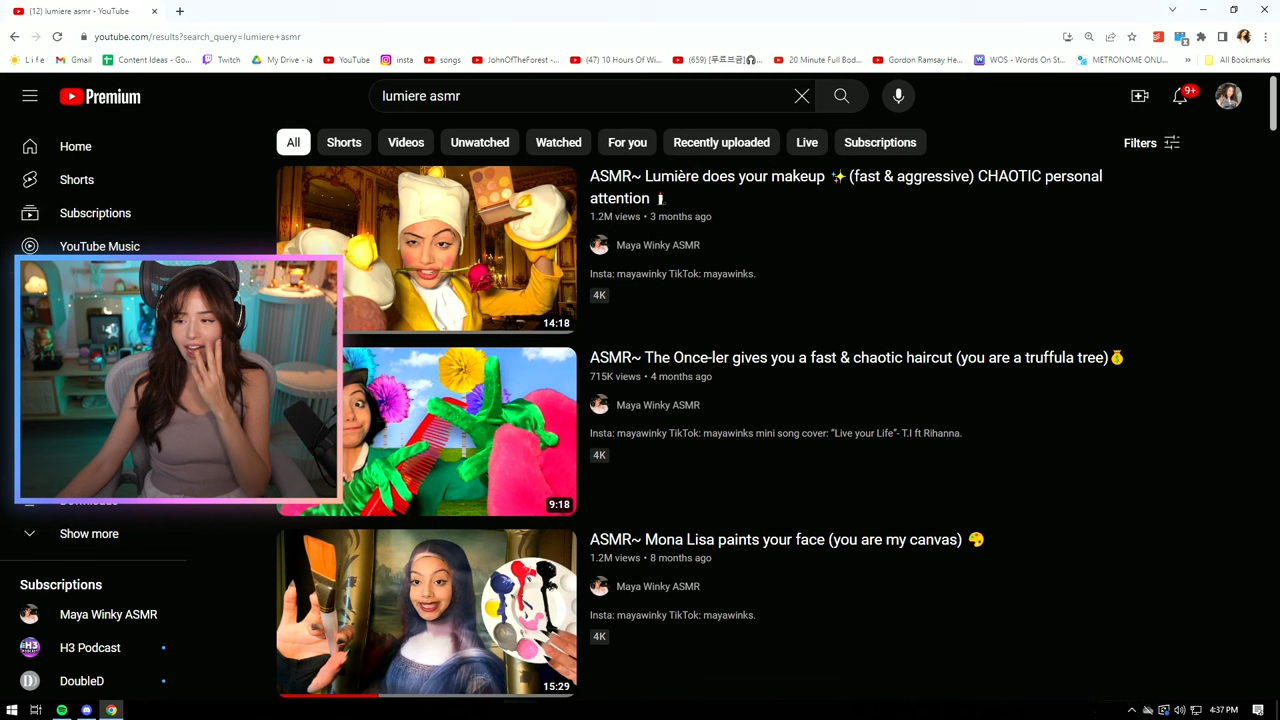 (12) lumiere asmr - YouTube
youtube.com/results?search_query=lumiere+asmr
L i f e
Gmail
Content Ideas - Go...
Twitch
My Drive - ia
YouTube
insta
songs
JohnOfTheForest -...
(47) 10 Hours Of Wi...
(659) [무료브금]🎧...
20 Minute Full Bod...
Gordon Ramsay He...
WOS - Words On St...
METRONOME ONLI...
»
All Bookmarks
Premium
lumiere asmr
9+
All
Shorts
Videos
Unwatched
Watched
For you
Recently uploaded
Live
Subscriptions
Filters
Home
Shorts
Subscriptions
YouTube Music
Show more
Subscriptions
Maya Winky ASMR
H3 Podcast
DoubleD
14:18
ASMR~ Lumière does your makeup ✨ (fast & aggressive) CHAOTIC personal
attention 🕯️
1.2M views • 3 months ago
Maya Winky ASMR
Insta: mayawinky TikTok: mayawinks.
4K
9:18
ASMR~ The Once-ler gives you a fast & chaotic haircut (you are a truffula tree)💰
715K views • 4 months ago
Maya Winky ASMR
Insta: mayawinky TikTok: mayawinks mini song cover: “Live your Life”- T.I ft Rihanna.
4K
15:29
ASMR~ Mona Lisa paints your face (you are my canvas) 🎨
1.2M views • 8 months ago
Maya Winky ASMR
Insta: mayawinky TikTok: mayawinks.
4K
4:37 PM